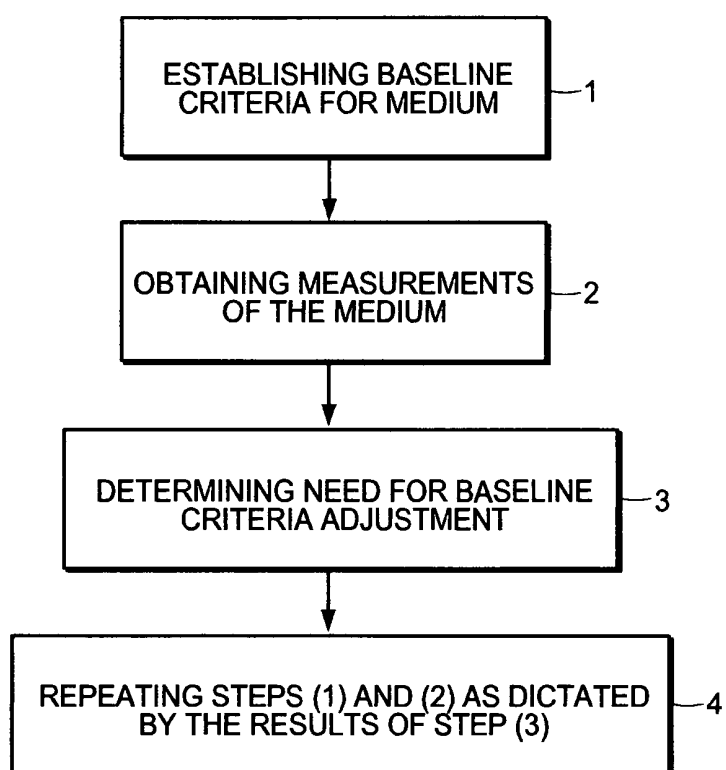 ESTABLISHING BASELINE
CRITERIA FOR MEDIUM
1
OBTAINING MEASUREMENTS
OF THE MEDIUM
2
DETERMINING NEED FOR BASELINE
CRITERIA ADJUSTMENT
3
REPEATING STEPS (1) AND (2) AS DICTATED
BY THE RESULTS OF STEP (3)
4